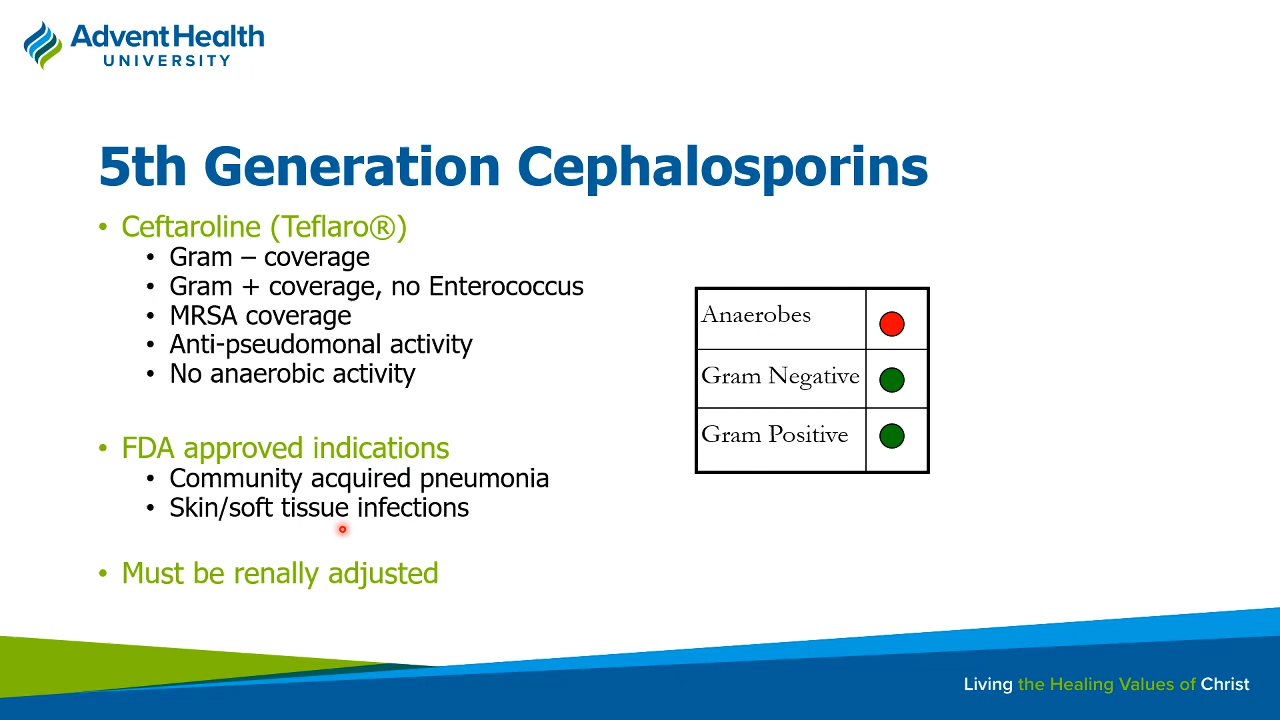 AdventHealth
UNIVERSITY
5th Generation Cephalosporins
• Ceftaroline (Teflaro®)
• Gram – coverage
• Gram + coverage, no Enterococcus
• MRSA coverage
• Anti-pseudomonal activity
• No anaerobic activity
• FDA approved indications
• Community acquired pneumonia
• Skin/soft tissue infections
• Must be renally adjusted
Anaerobes
Gram Negative
Gram Positive
Living the Healing Values of Christ